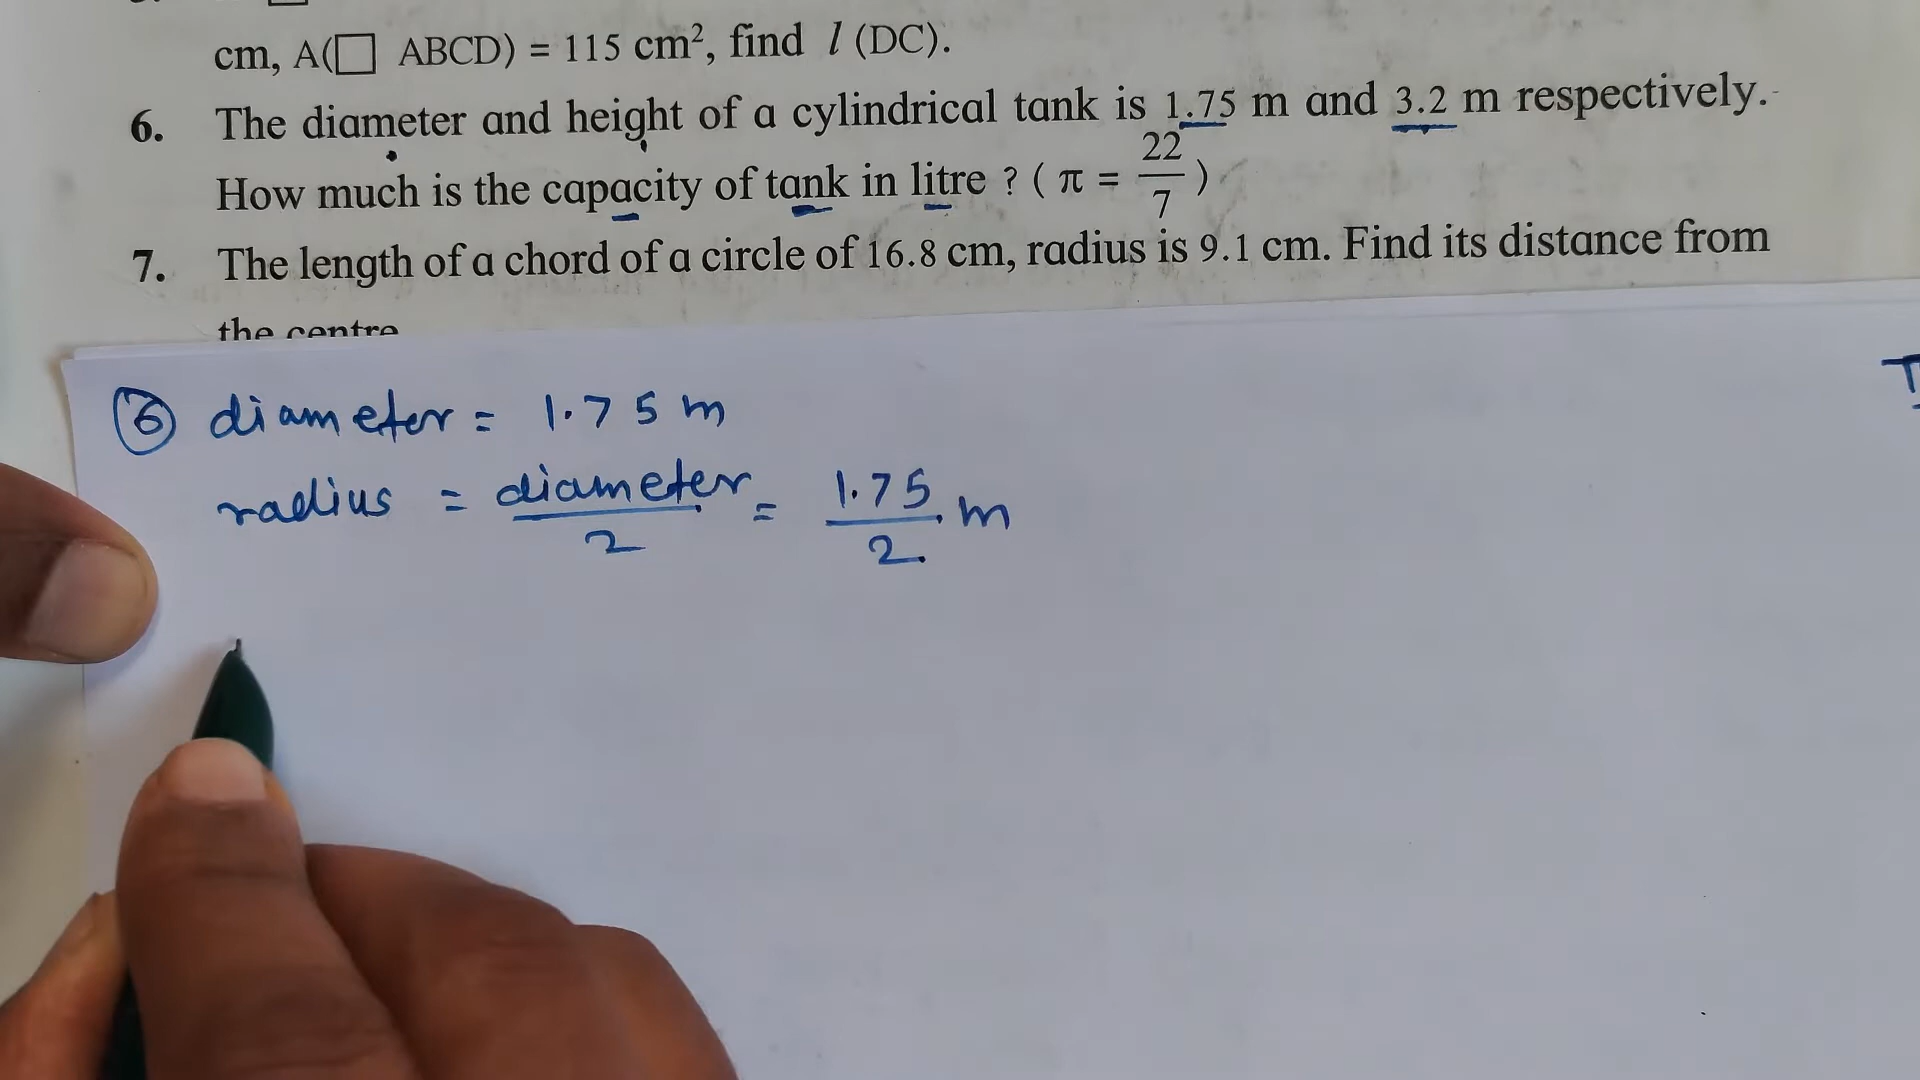 cm, A(□ ABCD) = 115 cm², find l (DC).
6. The diameter and height of a cylindrical tank is 1.75 m and 3.2 m respectively.
How much is the capacity of tank in litre ? ( π = 22/7 )
7. The length of a chord of a circle of 16.8 cm, radius is 9.1 cm. Find its distance from
the centre
6 diameter = 1.75 m
radius = diameter/2 = 1.75/2 m